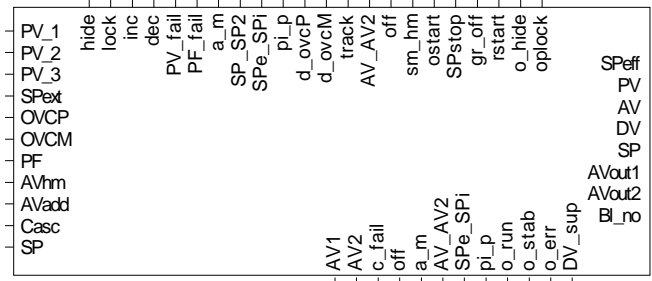 PV_1
PV_2
PV_3
SPext
OVCP
OVCM
PF
AVhm
AVadd
Casc
SP
hide
lock
inc
dec
PV_fail
PF_fail
a_m
SP_SP2
SPe_SPi
pi_p
d_ovcP
d_ovcM
track
AV_AV2
off
sm_hm
ostart
SPstop
gr_off
rstart
o_hide
oplock
SPeff
PV
AV
DV
SP
AVout1
AVout2
Bl_no
AV1
AV2
c_fail
off
a_m
AV_AV2
SPe_SPi
pi_p
o_run
o_stab
o_err
DV_sup